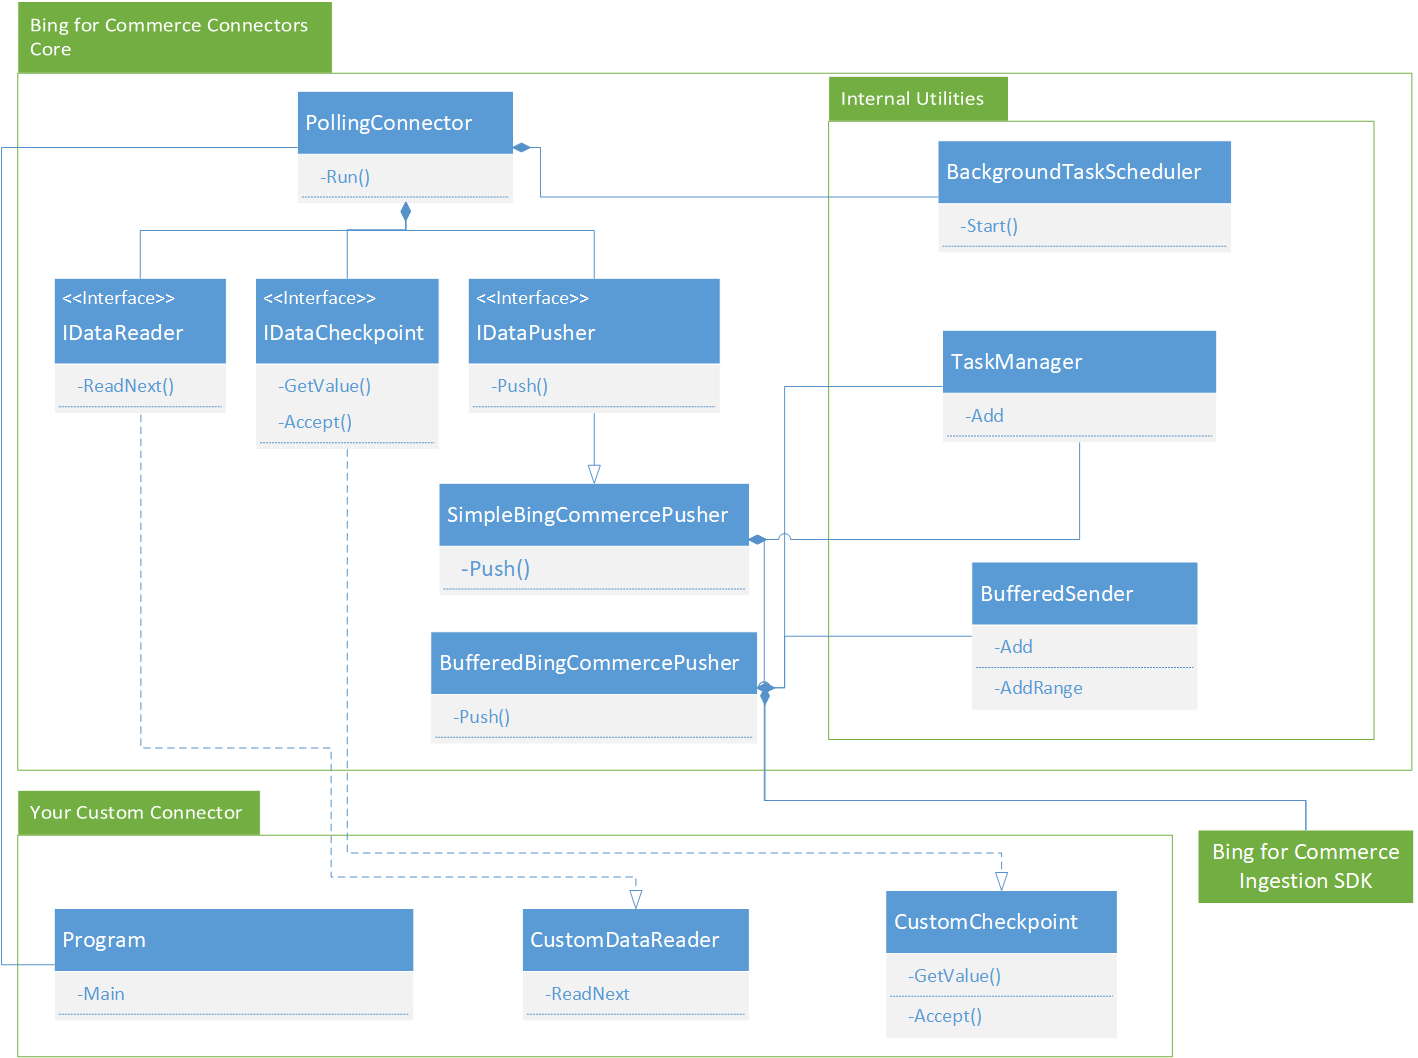 Bing for Commerce Connectors
Core
Internal Utilities
PollingConnector
-Run()
BackgroundTaskScheduler
-Start()
<<Interface>>
IDataReader
-ReadNext()
<<Interface>>
IDataCheckpoint
-GetValue()
-Accept()
<<Interface>>
IDataPusher
-Push()
TaskManager
-Add
SimpleBingCommercePusher
-Push()
BufferedSender
-Add
-AddRange
BufferedBingCommercePusher
-Push()
Your Custom Connector
Bing for Commerce
Ingestion SDK
Program
-Main
CustomDataReader
-ReadNext
CustomCheckpoint
-GetValue()
-Accept()